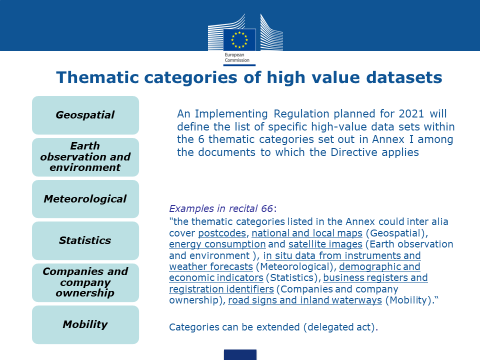 European
Commission
Thematic categories of high value datasets
Geospatial
Earth
observation and
environment
Meteorological
Statistics
Companies and
company
ownership
Mobility
An Implementing Regulation planned for 2021 will
define the list of specific high-value data sets within
the 6 thematic categories set out in Annex I among
the documents to which the Directive applies
Examples in recital 66:
"the thematic categories listed in the Annex could inter alia
cover postcodes, national and local maps (Geospatial),
energy consumption and satellite images (Earth observation
and environment ), in situ data from instruments and
weather forecasts (Meteorological), demographic and
economic indicators (Statistics), business registers and
registration identifiers (Companies and company
ownership), road signs and inland waterways (Mobility)."
Categories can be extended (delegated act).